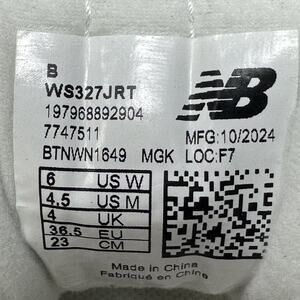 B
WS327JRT
197968892904
7747511
BTNWN1649 MGK
NB
MFG:10/2024
LOC:F7
6 US W
4.5 US M
4 UK
36.5 EU
23 CM
Made in China
Fabriqué en Chine